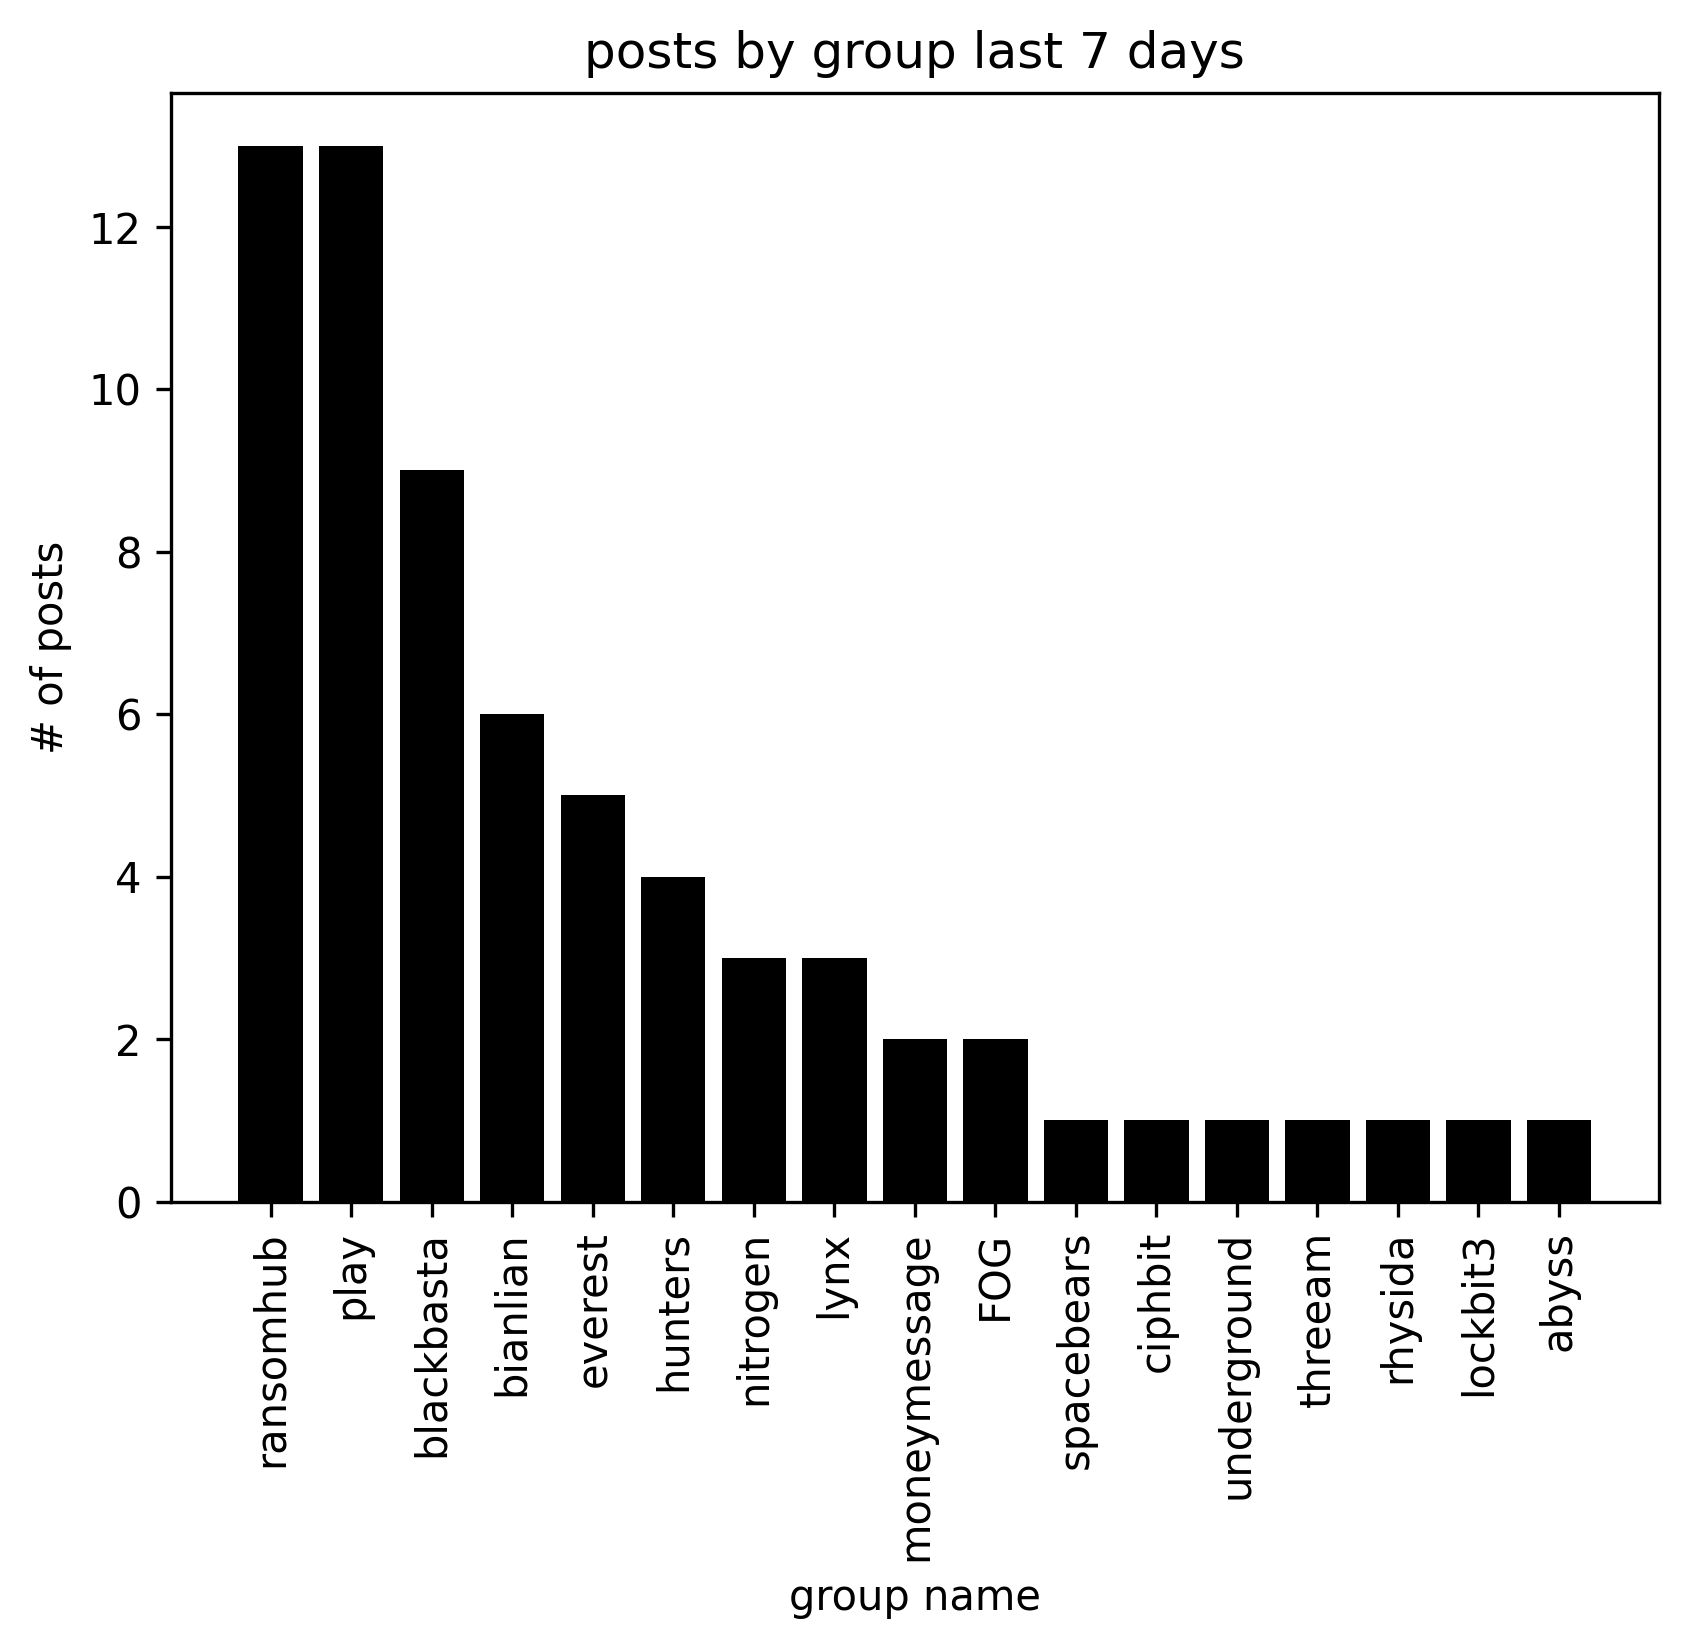 posts by group last 7 days
# of posts
12
10
8
6
4
2
0
ransomhub
play
blackbasta
bianlian
everest
hunters
nitrogen
lynx
moneymessage
FOG
spacebears
ciphbit
underground
threeam
rhysida
lockbit3
abyss
group name